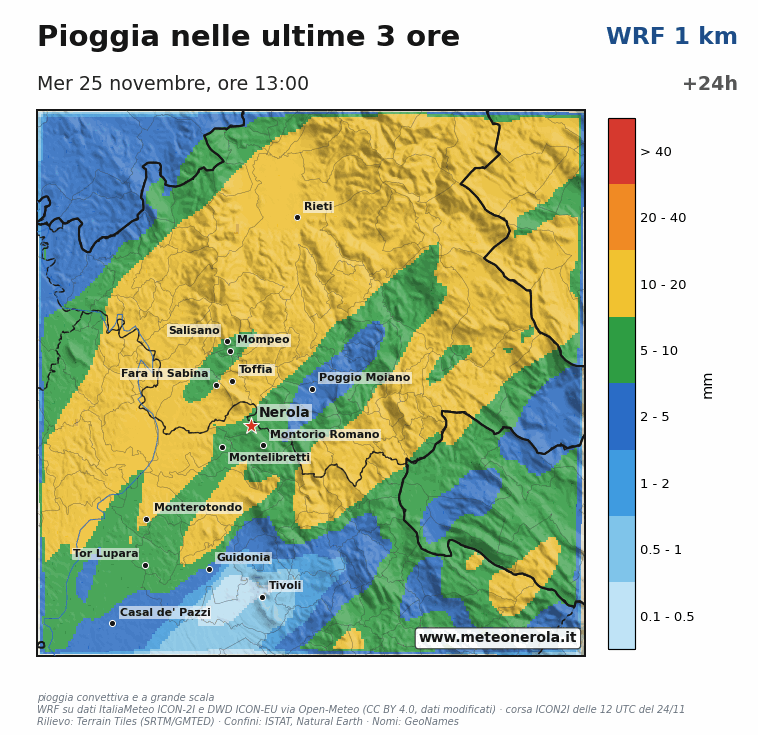 Pioggia nelle ultime 3 ore
WRF 1 km
Mer 25 novembre, ore 13:00
+24h
> 40
20 - 40
10 - 20
5 - 10
2 - 5
1 - 2
0.5 - 1
0.1 - 0.5
mm
Rieti
Salisano
Mompeo
Toffia
Fara in Sabina
Poggio Moiano
Nerola
Montorio Romano
Montelibretti
Monterotondo
Tor Lupara
Guidonia
Tivoli
Casal de' Pazzi
www.meteonerola.it
pioggia convettiva e a grande scala
WRF su dati ItaliaMeteo ICON-2I e DWD ICON-EU via Open-Meteo (CC BY 4.0, dati modificati) · corsa ICON2I delle 12 UTC del 24/11
Rilievo: Terrain Tiles (SRTM/GMTED) · Confini: ISTAT, Natural Earth · Nomi: GeoNames